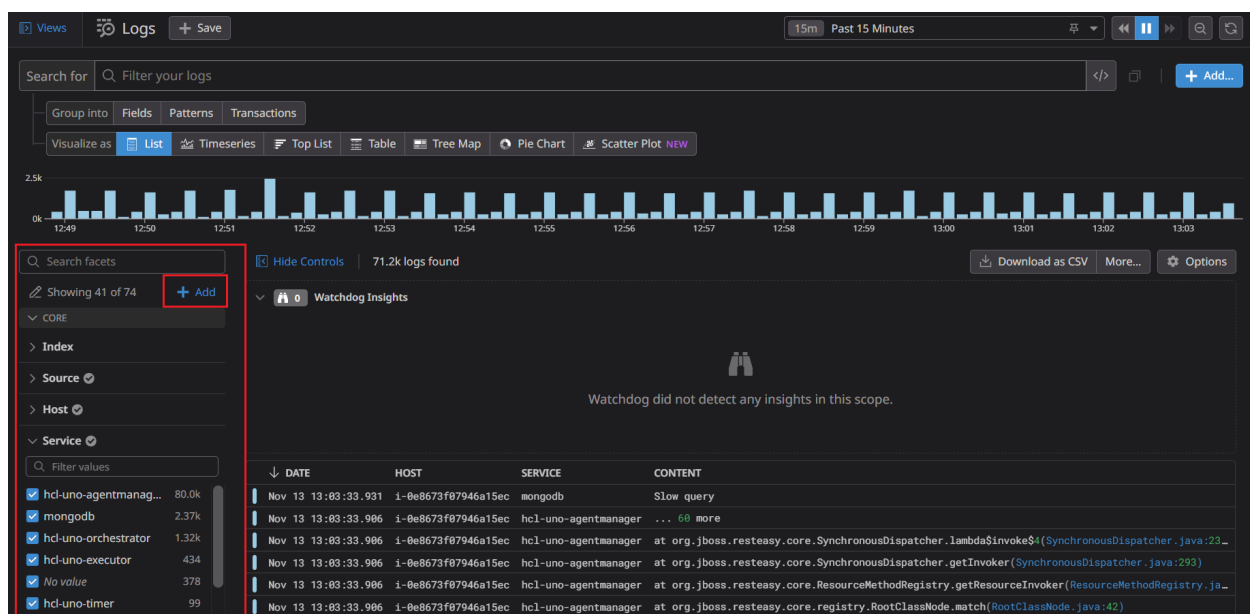 Views Logs + Save 15m Past 15 Minutes
Search for Filter your logs </> + Add...
Group into Fields Patterns Transactions
Visualize as List Timeseries Top List Table Tree Map Pie Chart Scatter Plot NEW
2.5k
0k
12:49 12:50 12:51 12:52 12:53 12:54 12:55 12:56 12:57 12:58 12:59 13:00 13:01 13:02 13:03
Search facets
Hide Controls 71.2k logs found Download as CSV More... Options
Showing 41 of 74 + Add
0 Watchdog Insights
CORE
Index
Source
Host
Watchdog did not detect any insights in this scope.
Service
Filter values
DATE HOST SERVICE CONTENT
hcl-uno-agentmanag... 80.0k
mongodb 2.37k
hcl-uno-orchestrator 1.32k
hcl-uno-executor 434
No value 378
hcl-uno-timer 99
Nov 13 13:03:33.931 i-0e8673f07946a15ec mongodb Slow query
Nov 13 13:03:33.906 i-0e8673f07946a15ec hcl-uno-agentmanager ... 60 more
Nov 13 13:03:33.906 i-0e8673f07946a15ec hcl-uno-agentmanager at org.jboss.resteasy.core.SynchronousDispatcher.lambda$invoke$4(SynchronousDispatcher.java:23…
Nov 13 13:03:33.906 i-0e8673f07946a15ec hcl-uno-agentmanager at org.jboss.resteasy.core.SynchronousDispatcher.getInvoker(SynchronousDispatcher.java:293)
Nov 13 13:03:33.906 i-0e8673f07946a15ec hcl-uno-agentmanager at org.jboss.resteasy.core.ResourceMethodRegistry.getResourceInvoker(ResourceMethodRegistry.ja…
Nov 13 13:03:33.906 i-0e8673f07946a15ec hcl-uno-agentmanager at org.jboss.resteasy.core.registry.RootClassNode.match(RootClassNode.java:42)